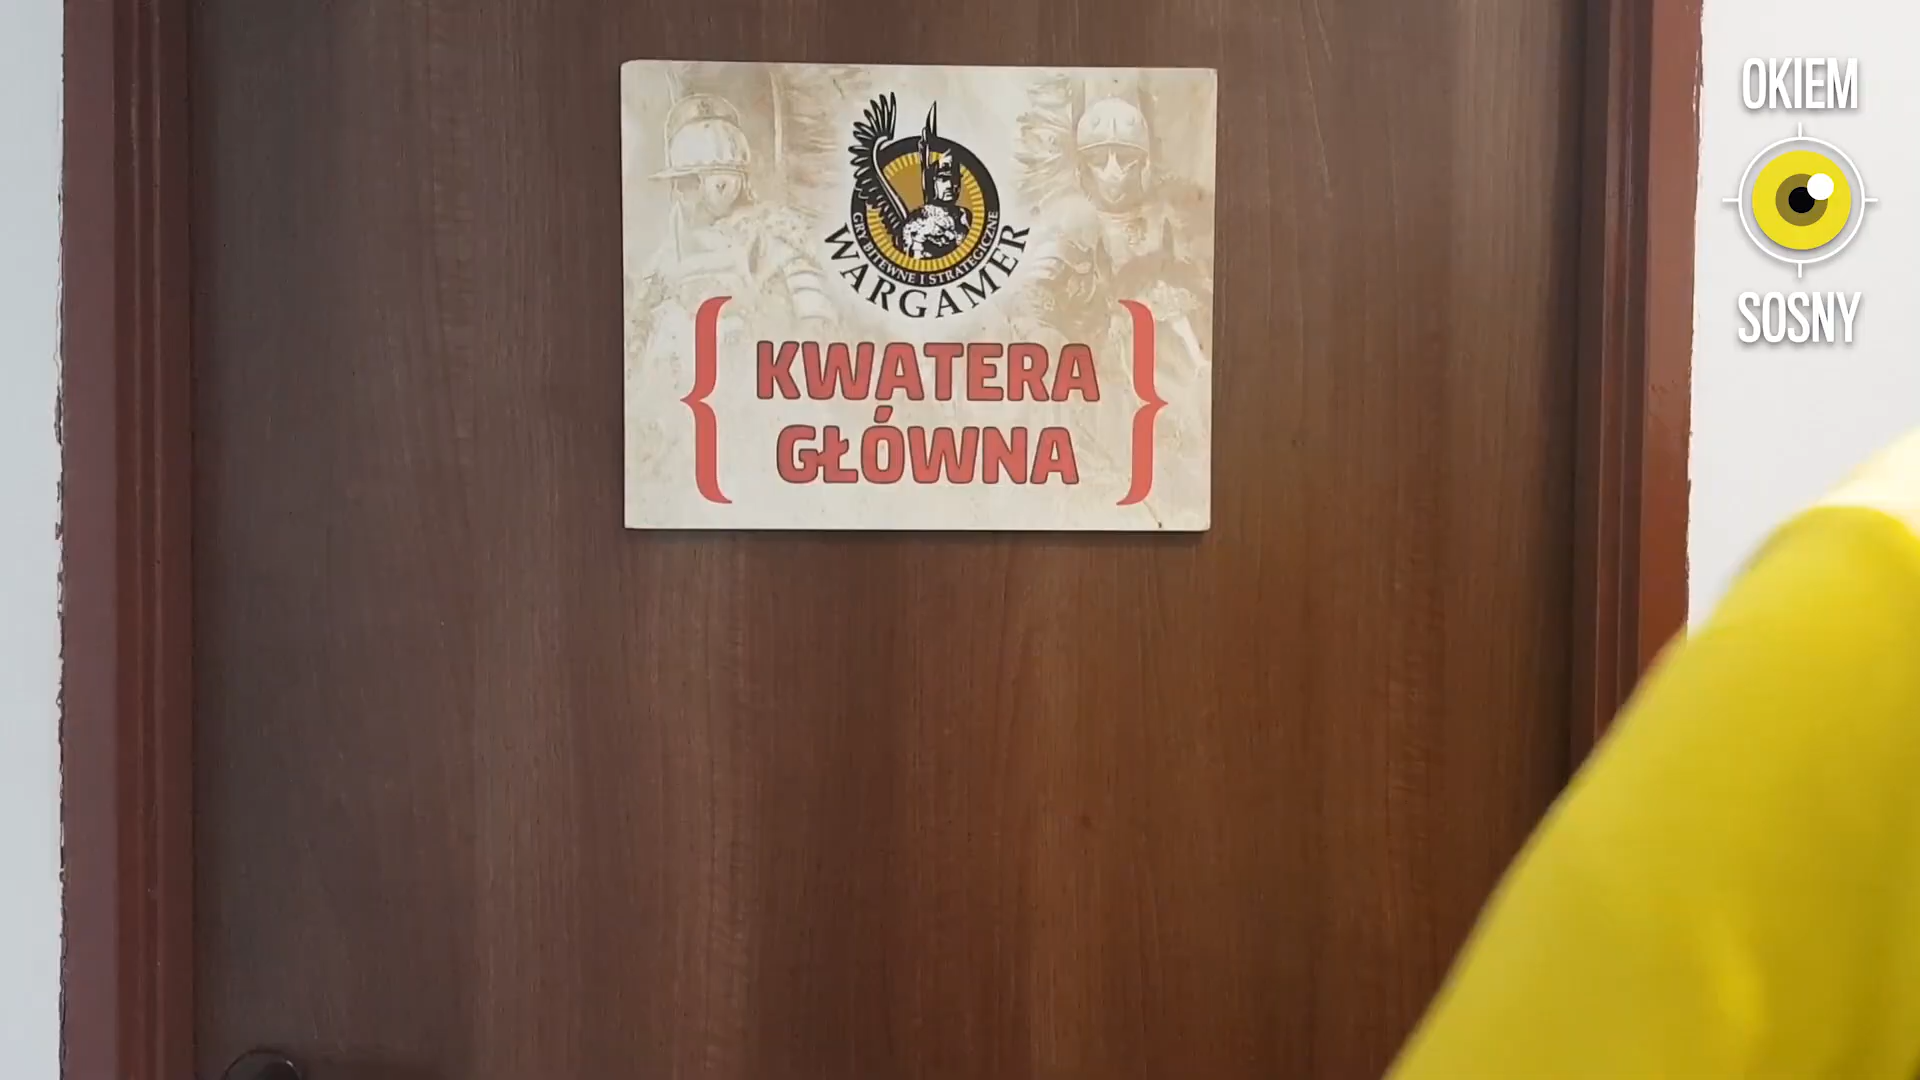 GRY BITEWNE I STRATEGICZNE
WARGAMER
{ KWATERA
GŁÓWNA }
OKIEM
SOSNY